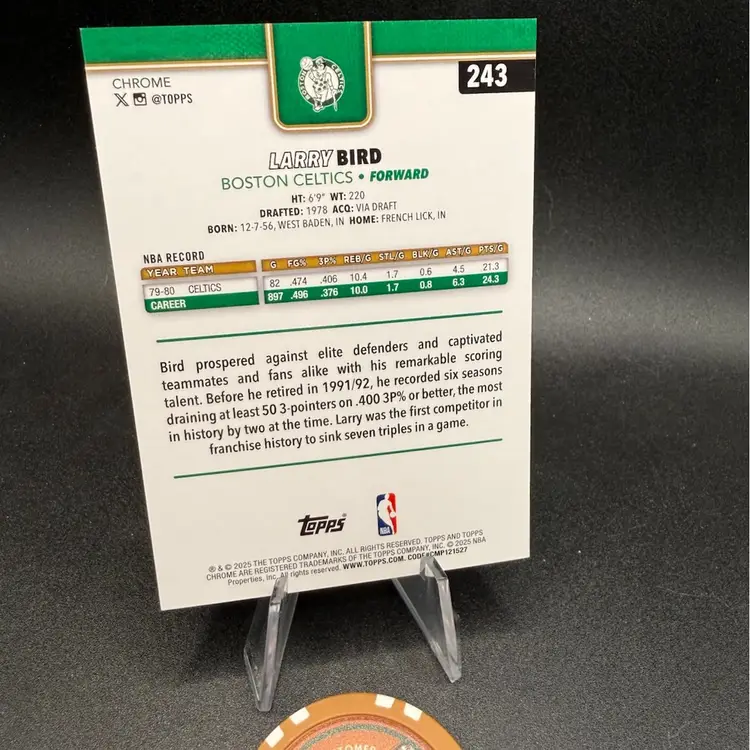 CHROME
@TOPPS
BOSTON CELTICS
243
LARRY BIRD
BOSTON CELTICS • FORWARD
HT: 6'9" WT: 220
DRAFTED: 1978 ACQ: VIA DRAFT
BORN: 12-7-56, WEST BADEN, IN HOME: FRENCH LICK, IN
NBA RECORD
YEAR TEAM G FG% 3P% REB/G STL/G BLK/G AST/G PTS/G
79-80 CELTICS 82 .474 .406 10.4 1.7 0.6 4.5 21.3
CAREER 897 .496 .376 10.0 1.7 0.8 6.3 24.3
Bird prospered against elite defenders and captivated
teammates and fans alike with his remarkable scoring
talent. Before he retired in 1991/92, he recorded six seasons
draining at least 50 3-pointers on .400 3P% or better, the most
in history by two at the time. Larry was the first competitor in
franchise history to sink seven triples in a game.
Topps
NBA
® & © 2025 THE TOPPS COMPANY, INC. ALL RIGHTS RESERVED. TOPPS AND TOPPS
CHROME ARE REGISTERED TRADEMARKS OF THE TOPPS COMPANY, INC. © 2025 NBA
Properties, Inc. All rights reserved. WWW.TOPPS.COM. CODE#CMP121527